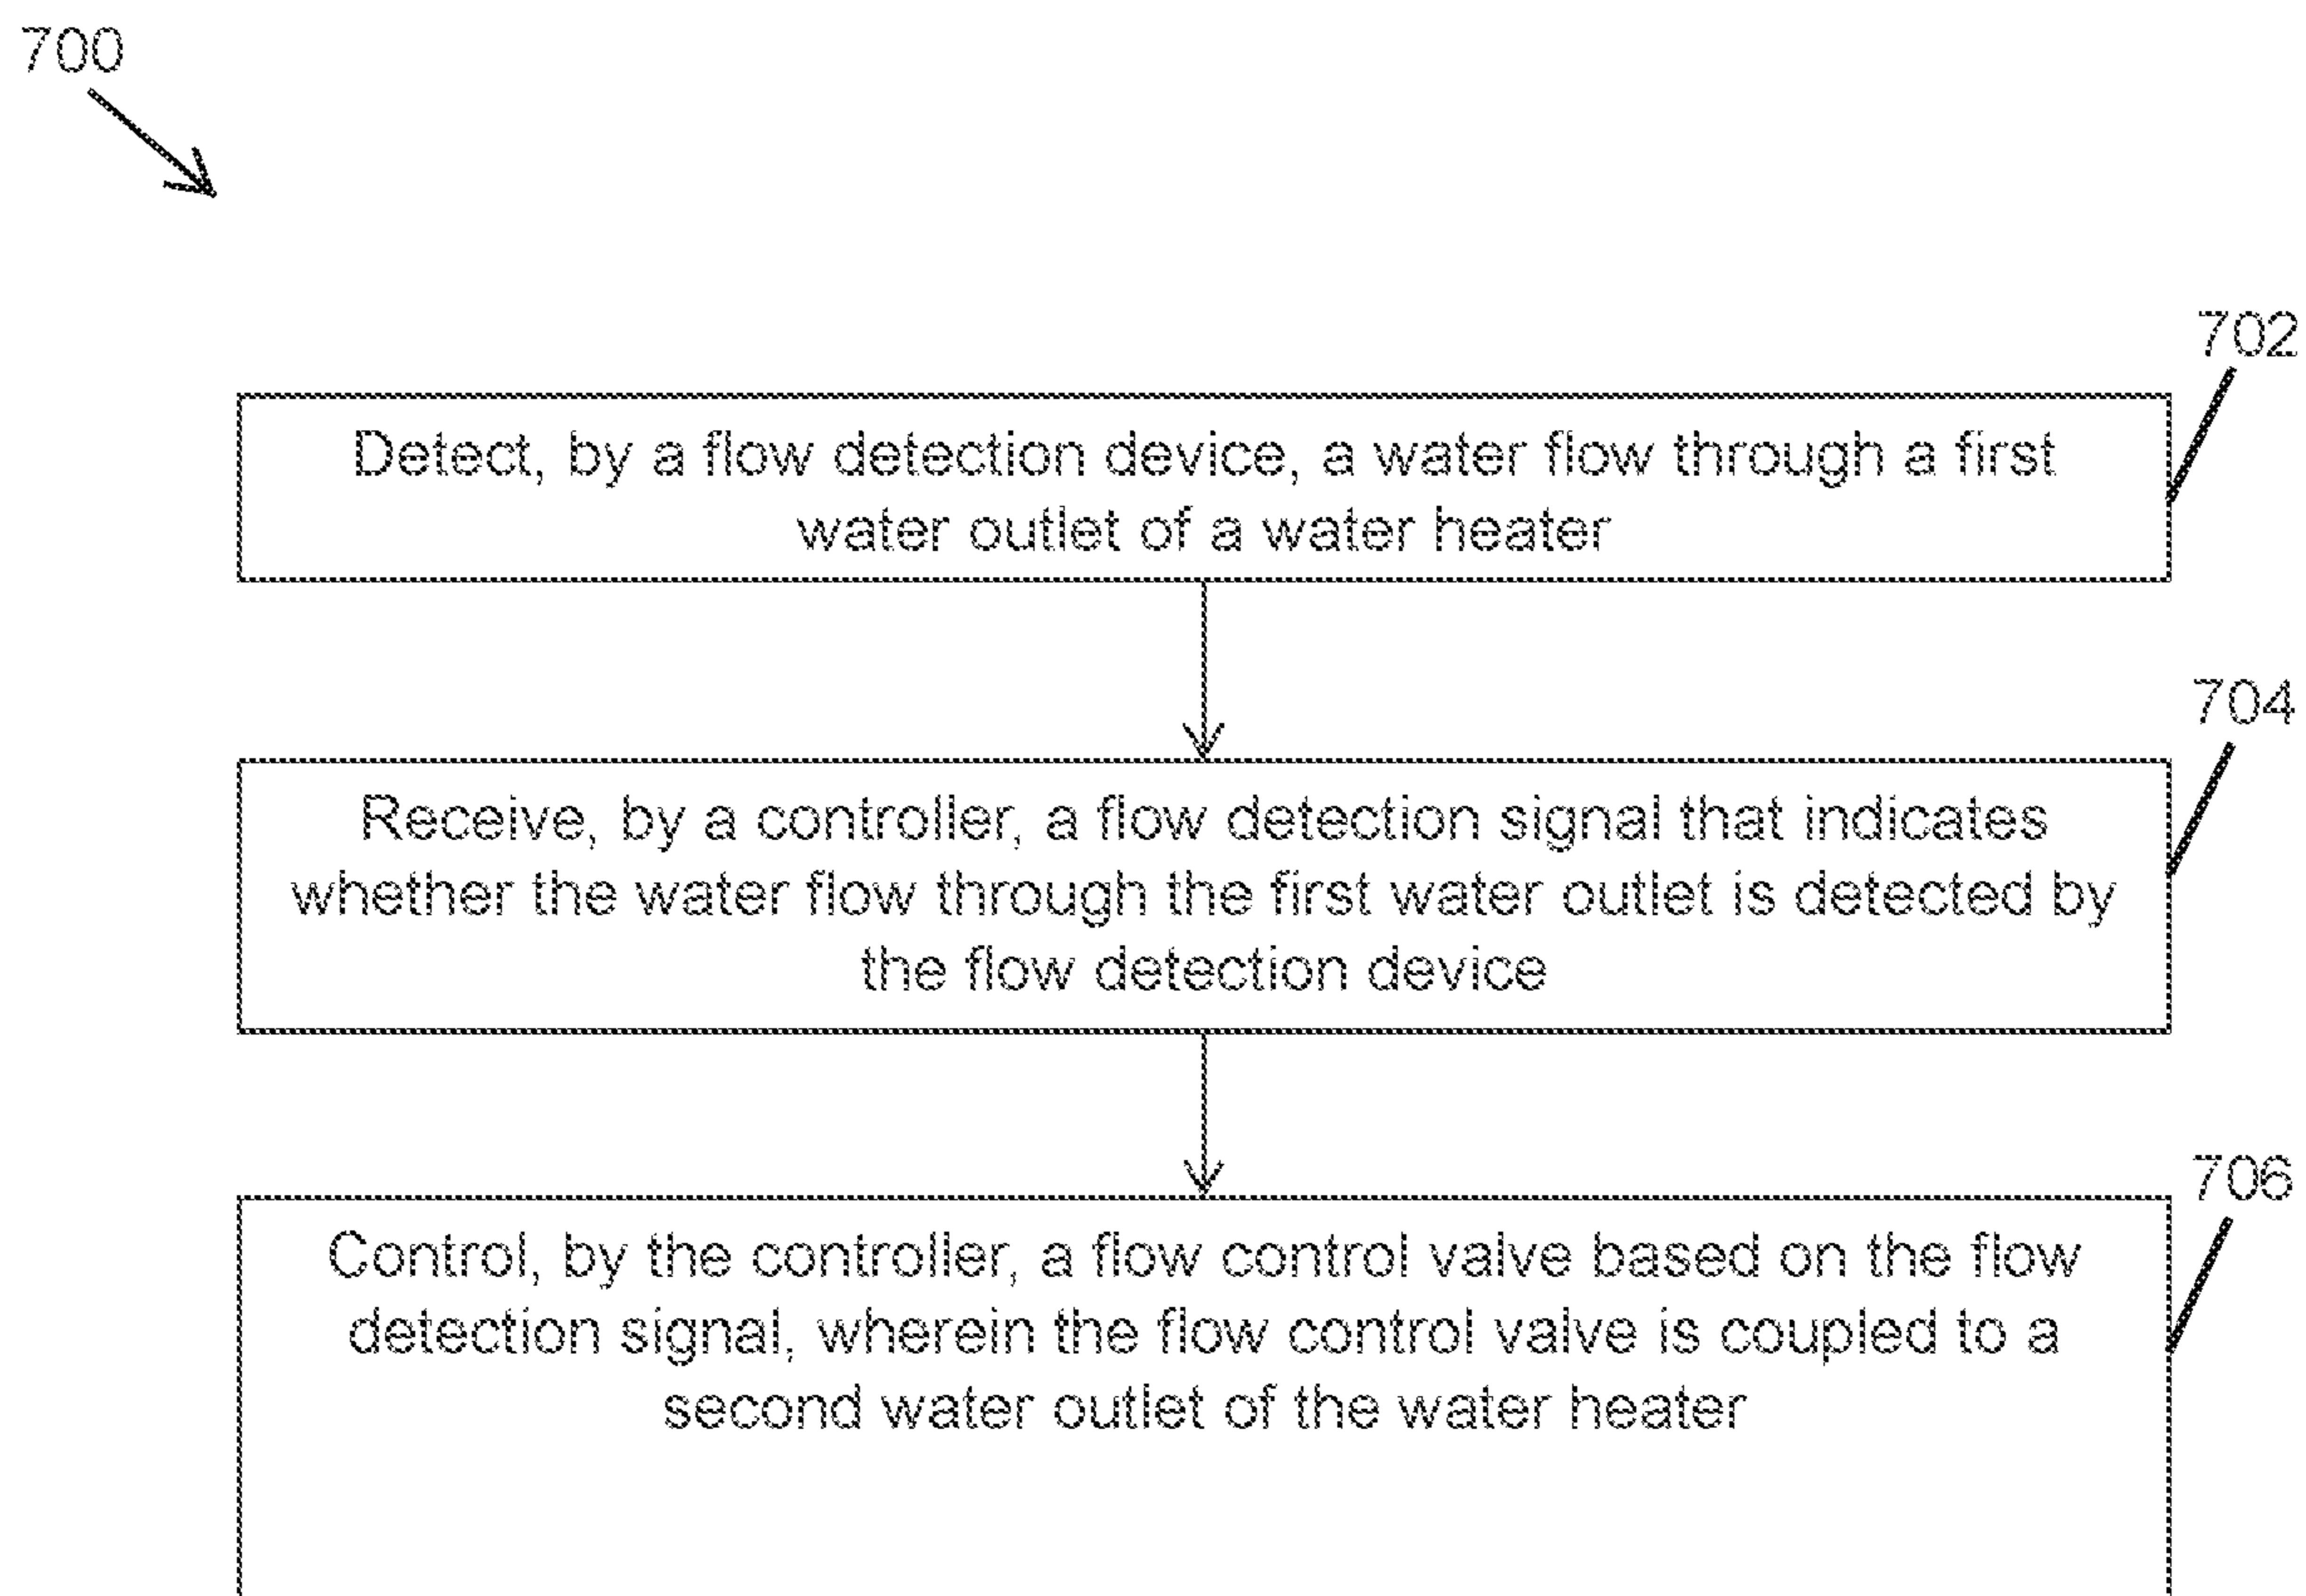 700
702
Detect, by a flow detection device, a water flow through a first
water outlet of a water heater
704
Receive, by a controller, a flow detection signal that indicates
whether the water flow through the first water outlet is detected by
the flow detection device
706
Control, by the controller, a flow control valve based on the flow
detection signal, wherein the flow control valve is coupled to a
second water outlet of the water heater